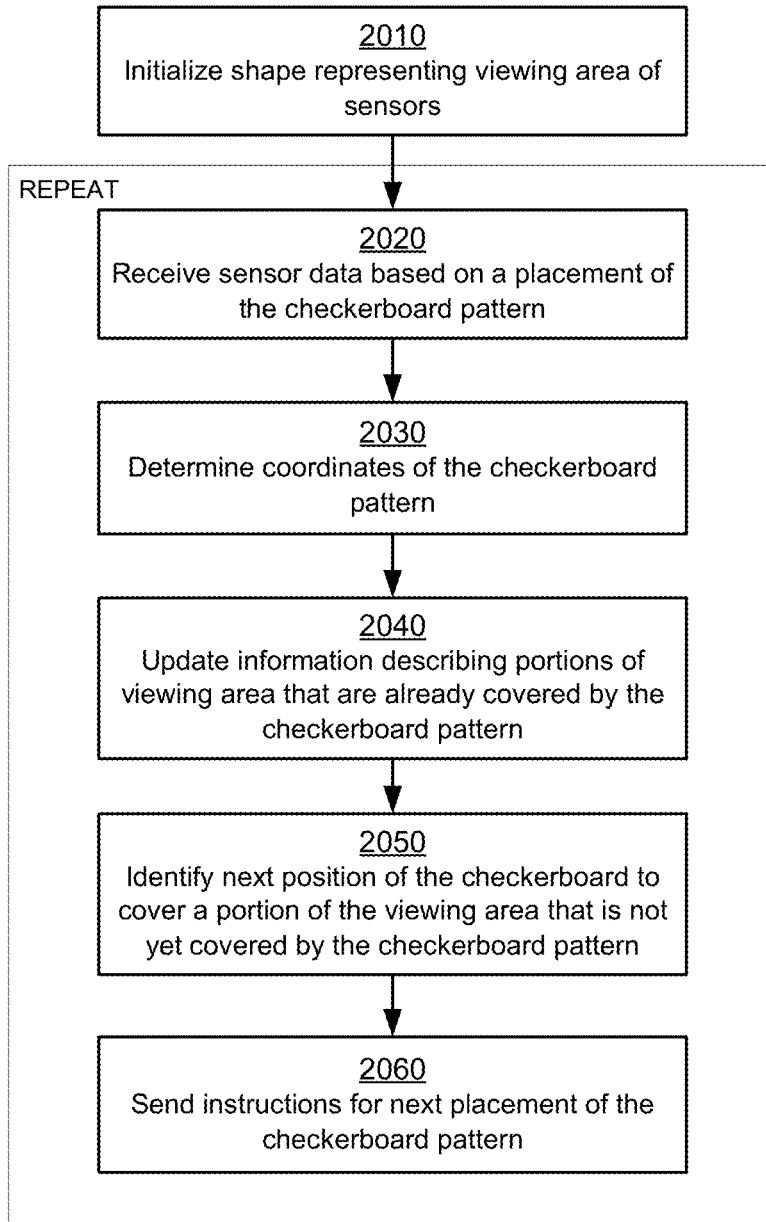 2010
Initialize shape representing viewing area of
sensors
REPEAT
2020
Receive sensor data based on a placement of
the checkerboard pattern
2030
Determine coordinates of the checkerboard
pattern
2040
Update information describing portions of
viewing area that are already covered by the
checkerboard pattern
2050
Identify next position of the checkerboard to
cover a portion of the viewing area that is not
yet covered by the checkerboard pattern
2060
Send instructions for next placement of the
checkerboard pattern